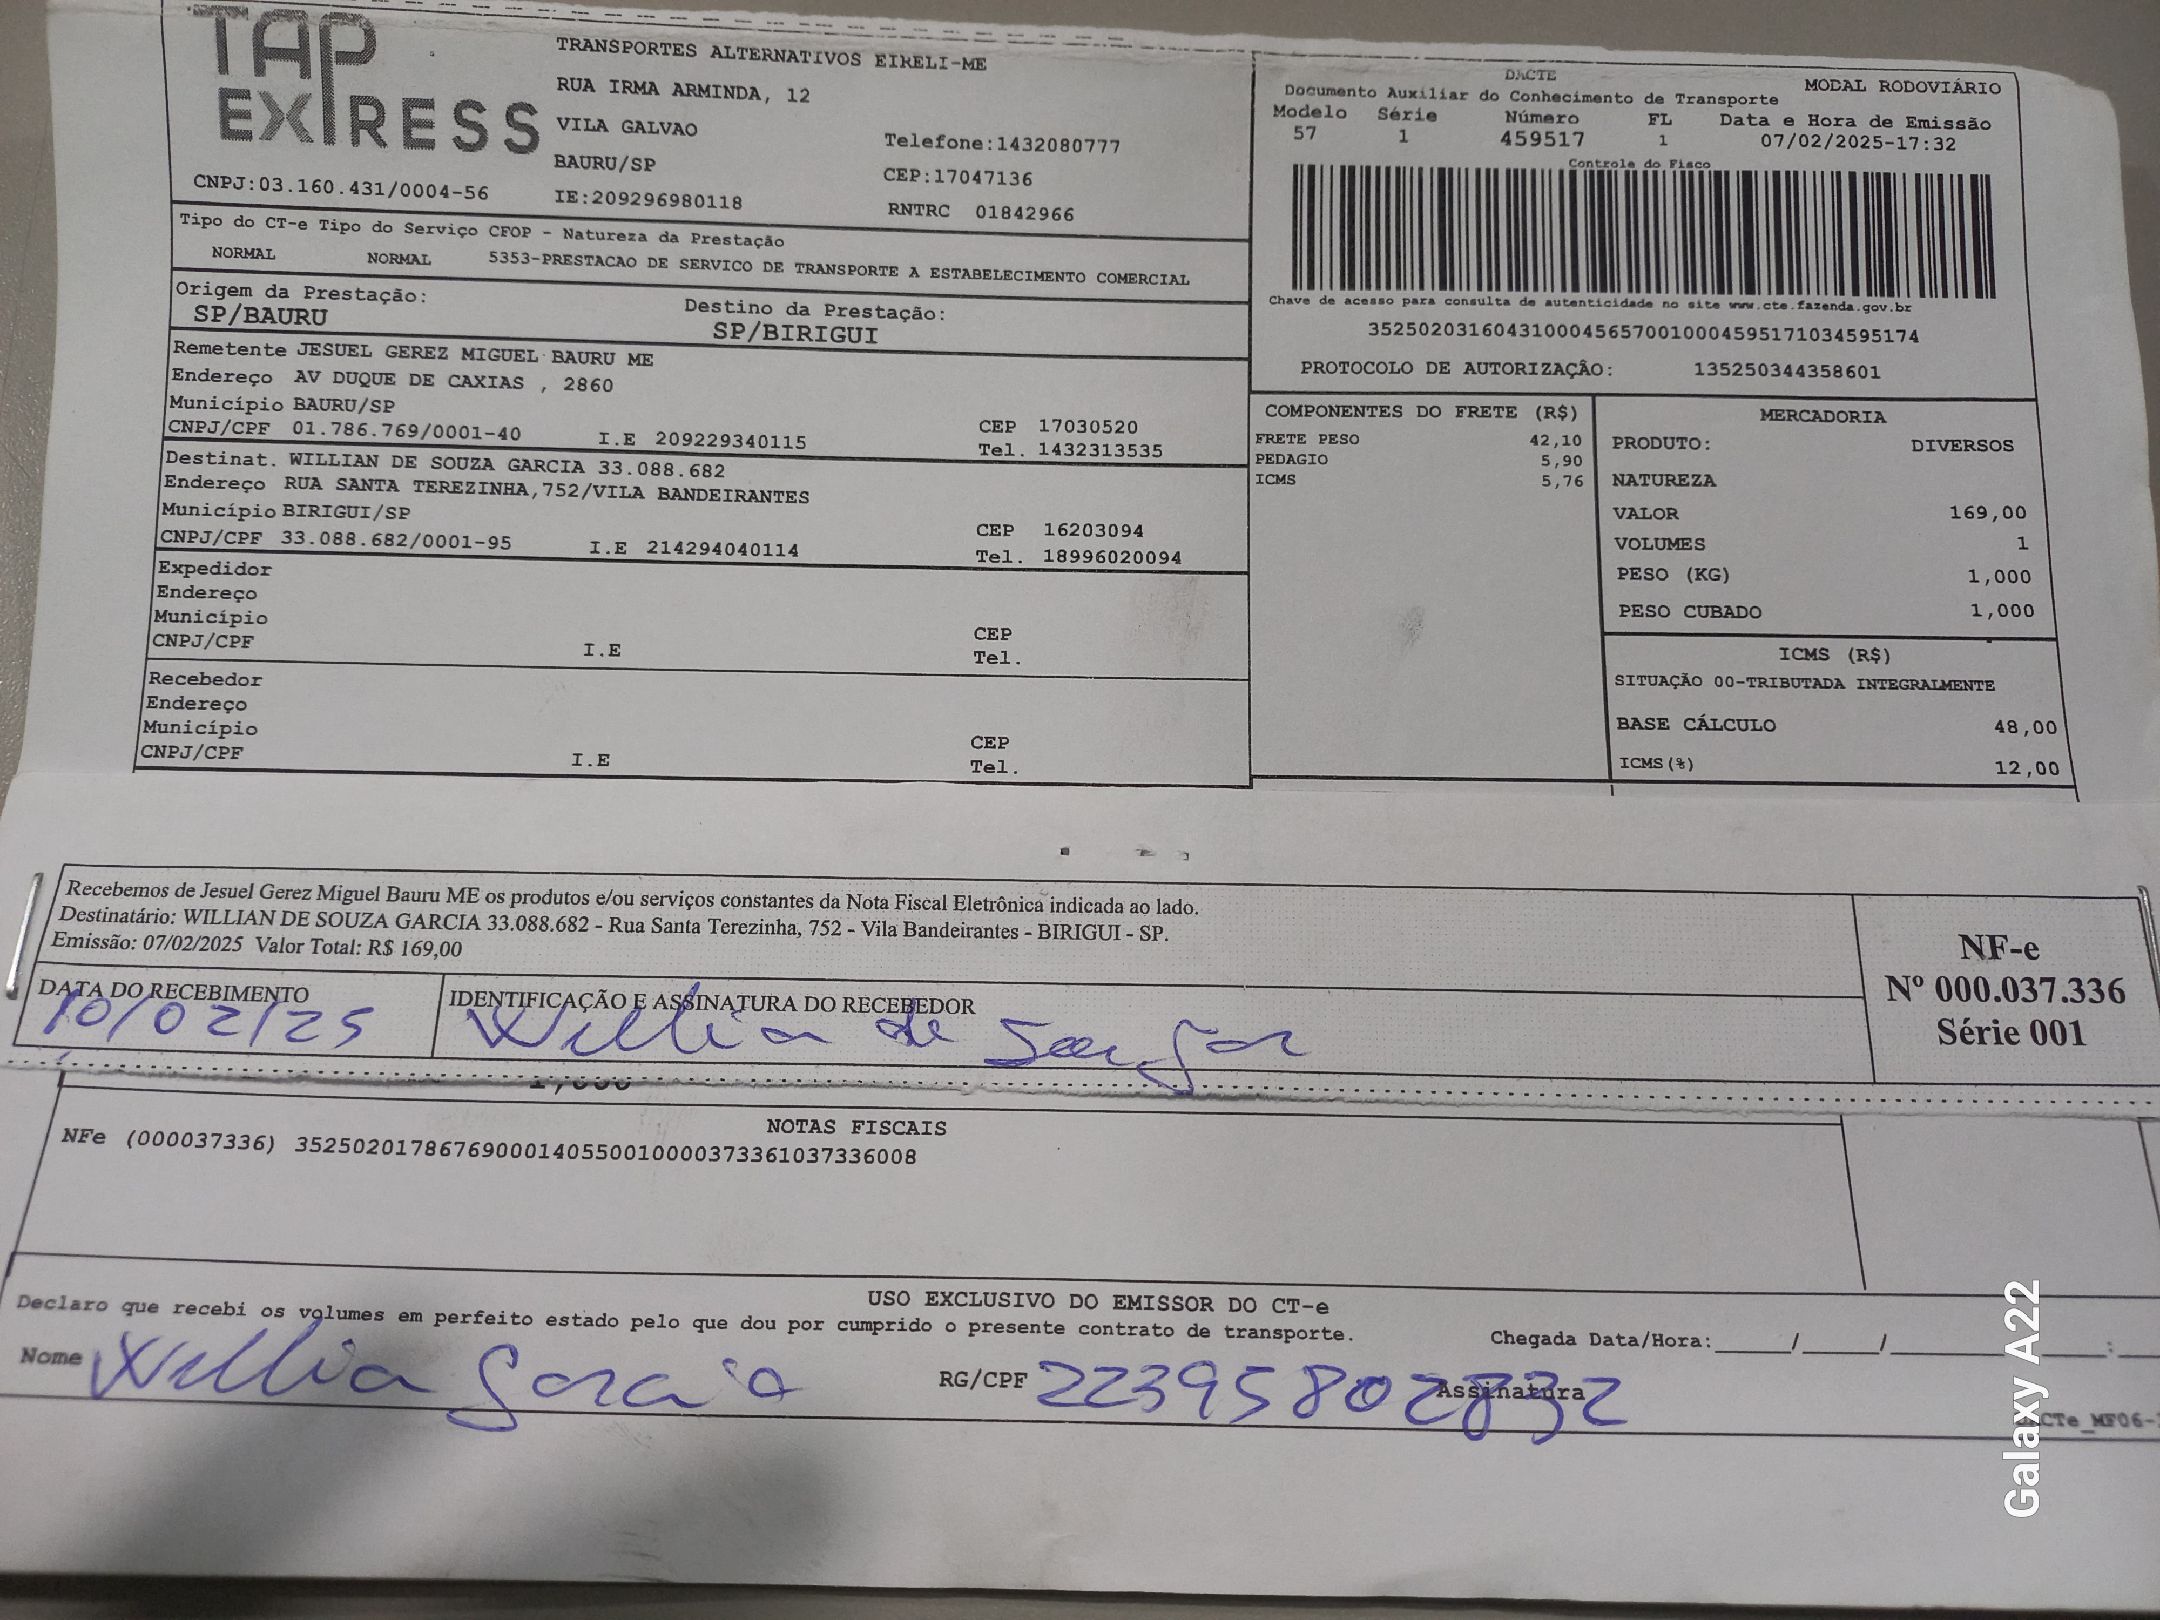 TAP EXPRESS
TRANSPORTES ALTERNATIVOS EIRELI-ME
RUA IRMA ARMINDA, 12
VILA GALVAO
Telefone:1432080777
BAURU/SP
CEP:17047136
CNPJ:03.160.431/0004-56
IE:209296980118
RNTRC 01842966
DACTE
MODAL RODOVIÁRIO
Documento Auxiliar do Conhecimento de Transporte
Modelo Série Número FL Data e Hora de Emissão
57 1 459517 1 07/02/2025-17:32
Controle do Fisco
Chave de acesso para consulta de autenticidade no site www.cte.fazenda.gov.br
35250203160431000456570010004595171034595174
PROTOCOLO DE AUTORIZAÇÃO: 135250344358601
Tipo do CT-e Tipo do Serviço CFOP - Natureza da Prestação
NORMAL NORMAL 5353-PRESTACAO DE SERVICO DE TRANSPORTE A ESTABELECIMENTO COMERCIAL
Origem da Prestação: Destino da Prestação:
SP/BAURU SP/BIRIGUI
Remetente JESUEL GEREZ MIGUEL BAURU ME
Endereço AV DUQUE DE CAXIAS , 2860
Município BAURU/SP CEP 17030520
CNPJ/CPF 01.786.769/0001-40 I.E 209229340115 Tel. 1432313535
Destinat. WILLIAN DE SOUZA GARCIA 33.088.682
Endereço RUA SANTA TEREZINHA,752/VILA BANDEIRANTES
Município BIRIGUI/SP CEP 16203094
CNPJ/CPF 33.088.682/0001-95 I.E 214294040114 Tel. 18996020094
Expedidor
Endereço
Município CEP
CNPJ/CPF I.E Tel.
Recebedor
Endereço
Município CEP
CNPJ/CPF I.E Tel.
COMPONENTES DO FRETE (R$)
FRETE PESO 42,10
PEDAGIO 5,90
ICMS 5,76
MERCADORIA
PRODUTO: DIVERSOS
NATUREZA
VALOR 169,00
VOLUMES 1
PESO (KG) 1,000
PESO CUBADO 1,000
ICMS (R$)
SITUAÇÃO 00-TRIBUTADA INTEGRALMENTE
BASE CÁLCULO 48,00
ICMS(%) 12,00
Recebemos de Jesuel Gerez Miguel Bauru ME os produtos e/ou serviços constantes da Nota Fiscal Eletrônica indicada ao lado.
Destinatário: WILLIAN DE SOUZA GARCIA 33.088.682 - Rua Santa Terezinha, 752 - Vila Bandeirantes - BIRIGUI - SP.
Emissão: 07/02/2025 Valor Total: R$ 169,00
NF-e
Nº 000.037.336
Série 001
DATA DO RECEBIMENTO IDENTIFICAÇÃO E ASSINATURA DO RECEBEDOR
10/02/25 Willian de
NOTAS FISCAIS
NFe (000037336) 35250201786769000140550010000373361037336008
USO EXCLUSIVO DO EMISSOR DO CT-e
Declaro que recebi os volumes em perfeito estado pelo que dou por cumprido o presente contrato de transporte.
Chegada Data/Hora:_____/_____/_________:___
Nome Willian Garcia RG/CPF 22395802832 Assinatura
CTe_MF06-
Galaxy A22